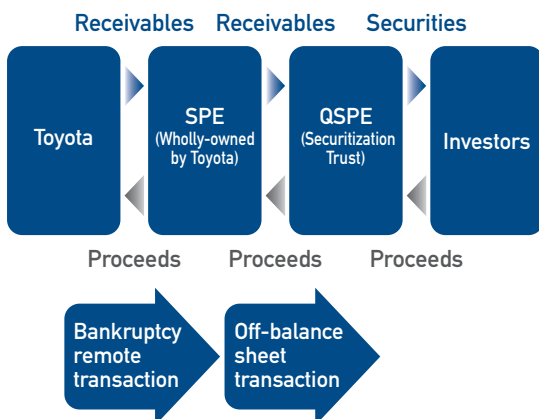 Receivables Receivables Securities
Toyota
SPE
(Wholly-owned
by Toyota)
QSPE
(Securitization
Trust)
Investors
Proceeds Proceeds Proceeds
Bankruptcy
remote
transaction
Off-balance
sheet
transaction